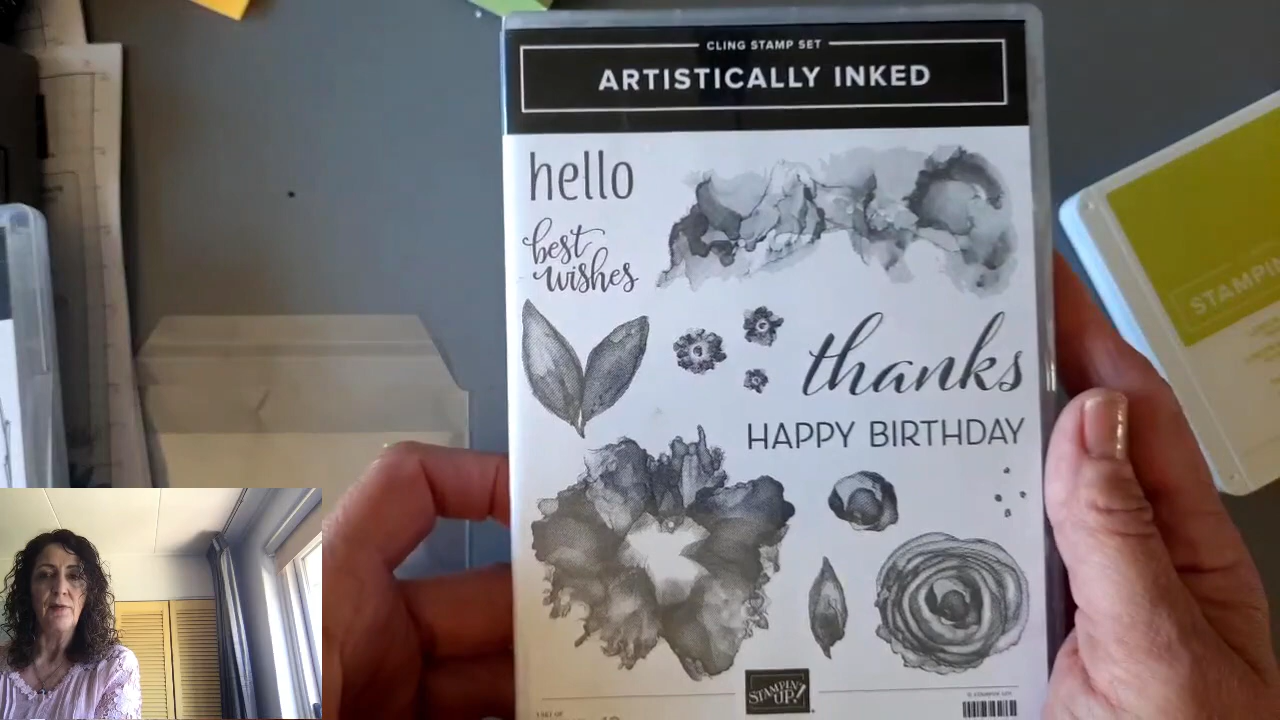 CLING STAMP SET
ARTISTICALLY INKED
hello
best
wishes
thanks
HAPPY BIRTHDAY
STAMPIN'
UP!
STAMPIN